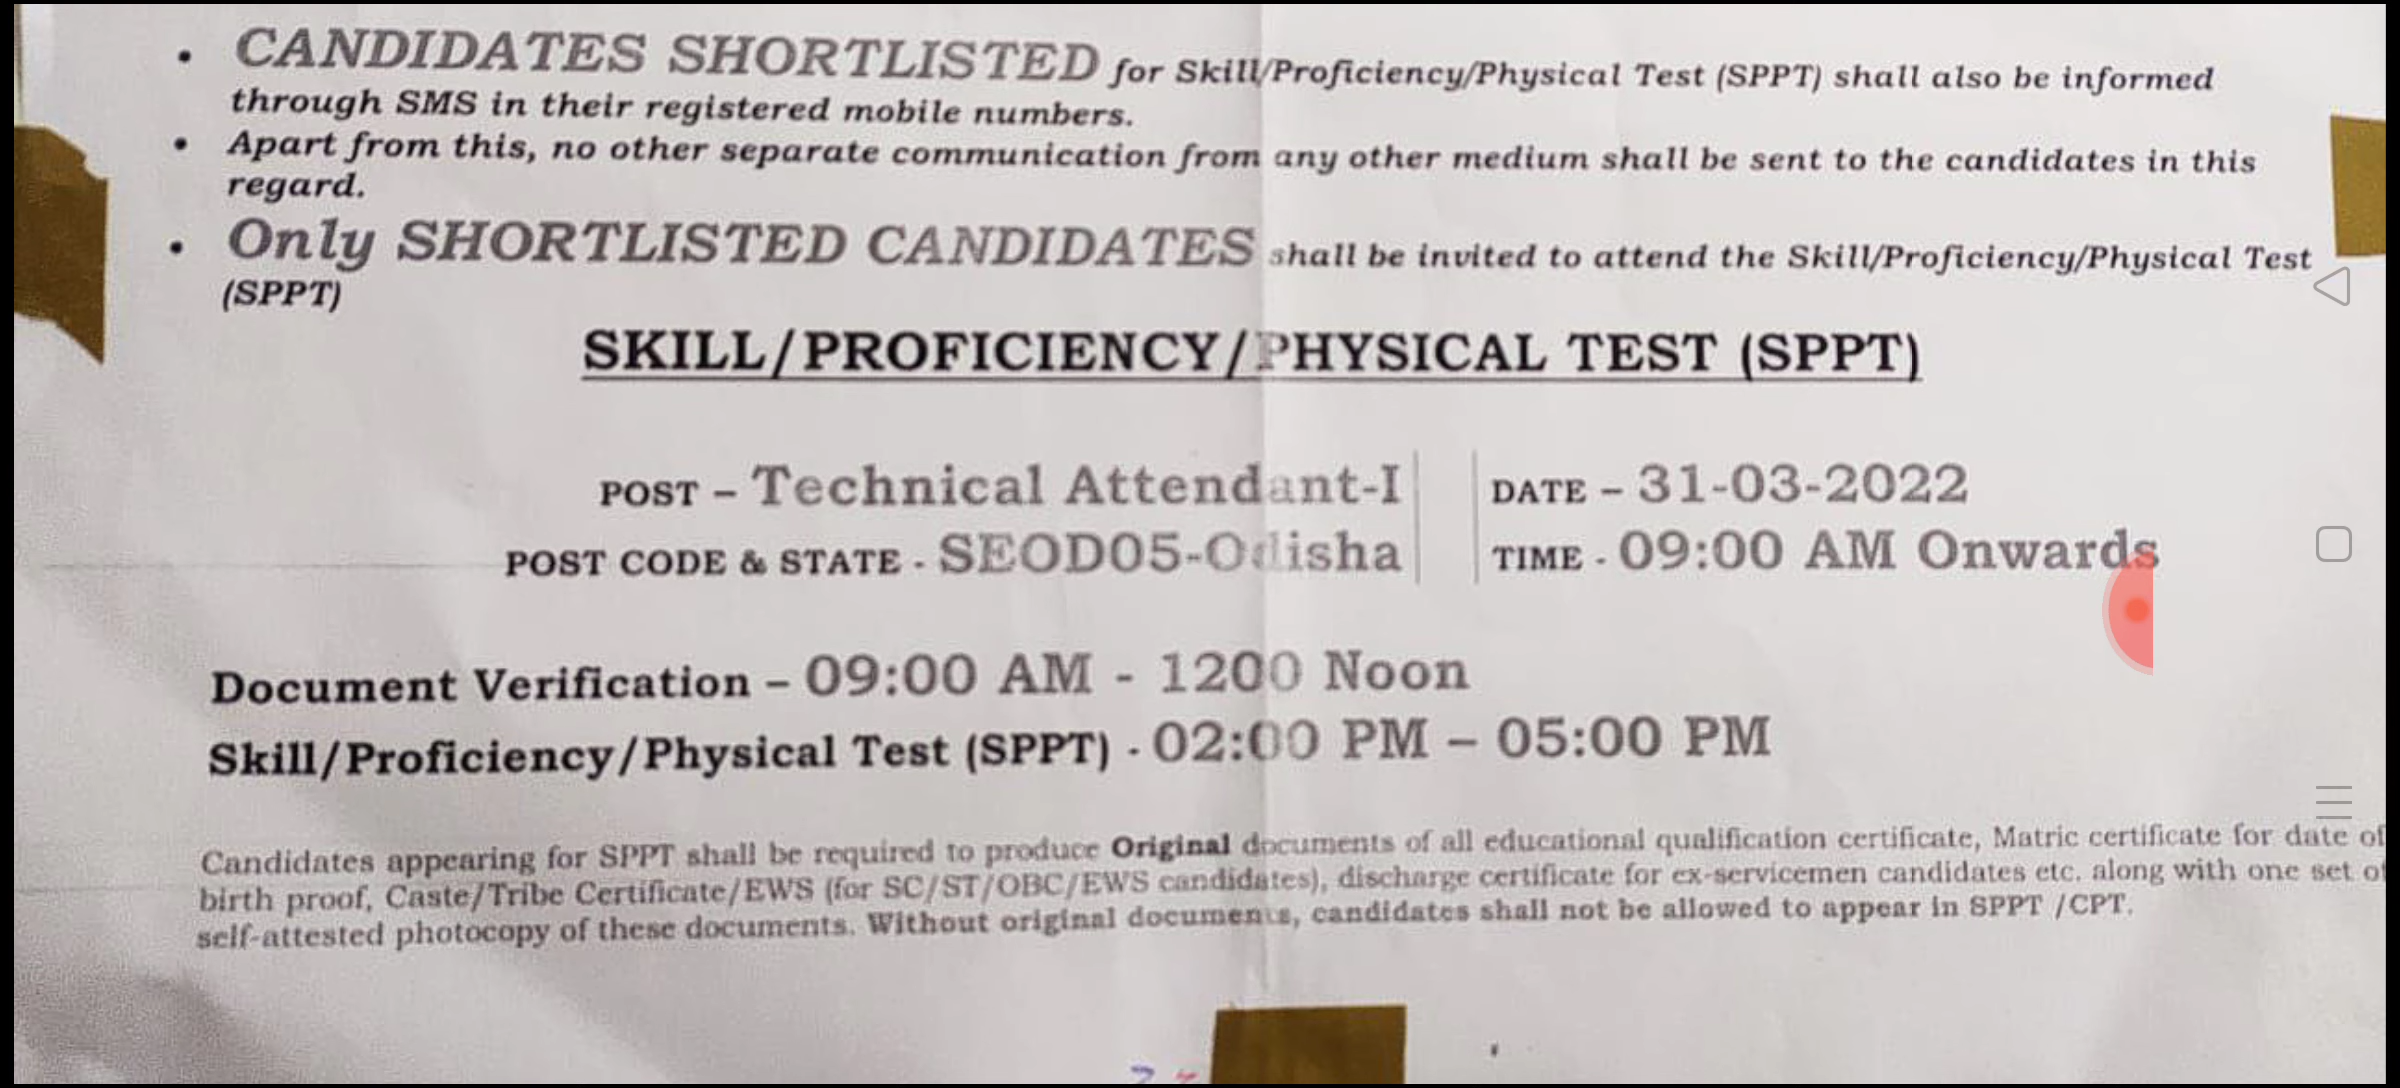 • CANDIDATES SHORTLISTED for Skill/Proficiency/Physical Test (SPPT) shall also be informed
through SMS in their registered mobile numbers.
• Apart from this, no other separate communication from any other medium shall be sent to the candidates in this
regard.
• Only SHORTLISTED CANDIDATES shall be invited to attend the Skill/Proficiency/Physical Test
(SPPT)
SKILL/PROFICIENCY/PHYSICAL TEST (SPPT)
POST – Technical Attendant-I DATE – 31-03-2022
POST CODE & STATE - SEOD05-Odisha TIME - 09:00 AM Onwards
Document Verification – 09:00 AM - 1200 Noon
Skill/Proficiency/Physical Test (SPPT) - 02:00 PM – 05:00 PM
Candidates appearing for SPPT shall be required to produce Original documents of all educational qualification certificate, Matric certificate for date of
birth proof, Caste/Tribe Certificate/EWS (for SC/ST/OBC/EWS candidates), discharge certificate for ex-servicemen candidates etc. along with one set of
self-attested photocopy of these documents. Without original documents, candidates shall not be allowed to appear in SPPT /CPT.